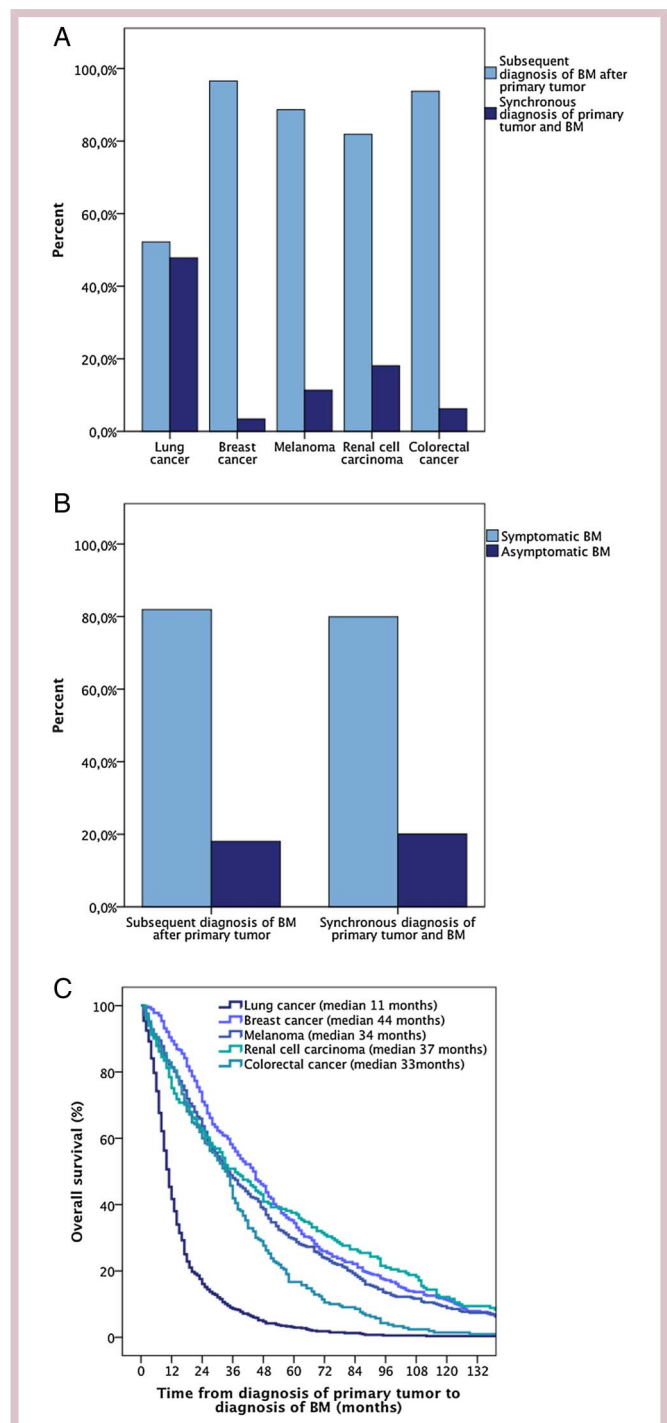 A
Subsequent
diagnosis of BM after
primary tumor
Synchronous
diagnosis of primary
tumor and BM
Percent
100,0%
80,0%
60,0%
40,0%
20,0%
0,0%
Lung
cancer
Breast
cancer
Melanoma
Renal cell
carcinoma
Colorectal
cancer
B
Symptomatic BM
Asymptomatic BM
Percent
100,0%
80,0%
60,0%
40,0%
20,0%
0,0%
Subsequent diagnosis of BM
after primary tumor
Synchronous diagnosis of
primary tumor and BM
C
Lung cancer (median 11 months)
Breast cancer (median 44 months)
Melanoma (median 34 months)
Renal cell carcinoma (median 37 months)
Colorectal cancer (median 33months)
Overall survival (%)
100
80
60
40
20
0
0 12 24 36 48 60 72 84 96 108 120 132
Time from diagnosis of primary tumor to
diagnosis of BM (months)